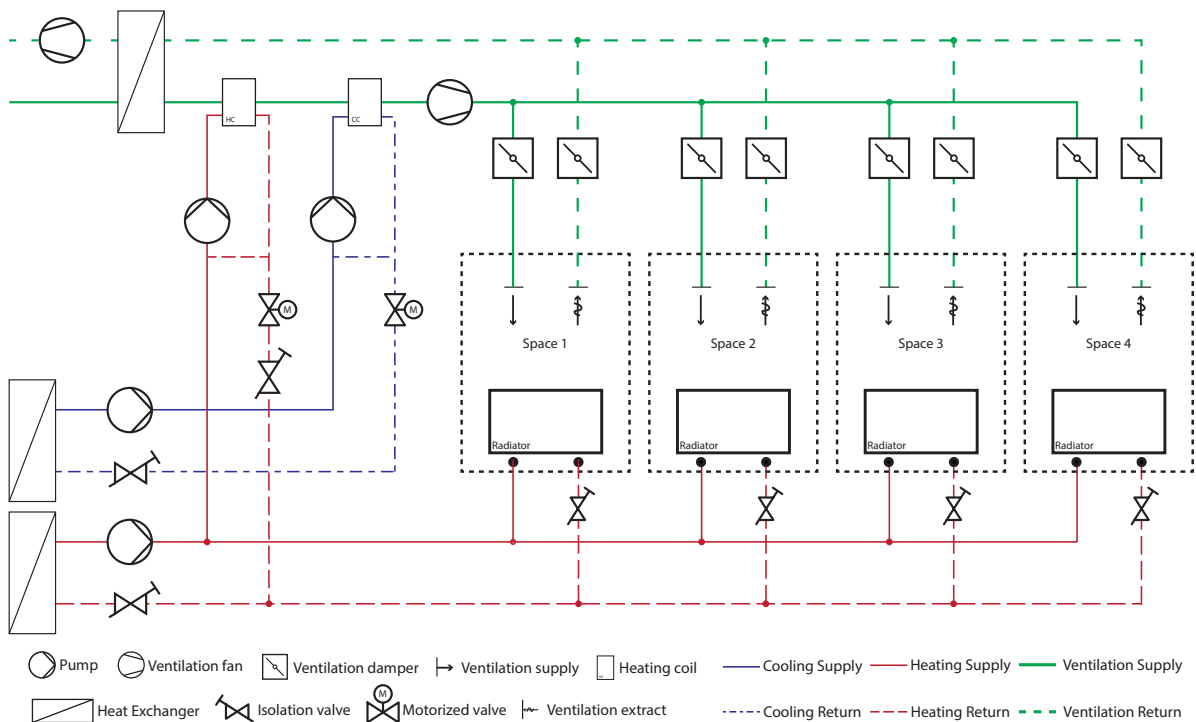 HC
CC
M
M
Space 1
Space 2
Space 3
Space 4
Radiator
Radiator
Radiator
Radiator
Pump
Ventilation fan
Ventilation damper
Ventilation supply
HC
Heating coil
Cooling Supply
Heating Supply
Ventilation Supply
Heat Exchanger
Isolation valve
M
Motorized valve
Ventilation extract
Cooling Return
Heating Return
Ventilation Return